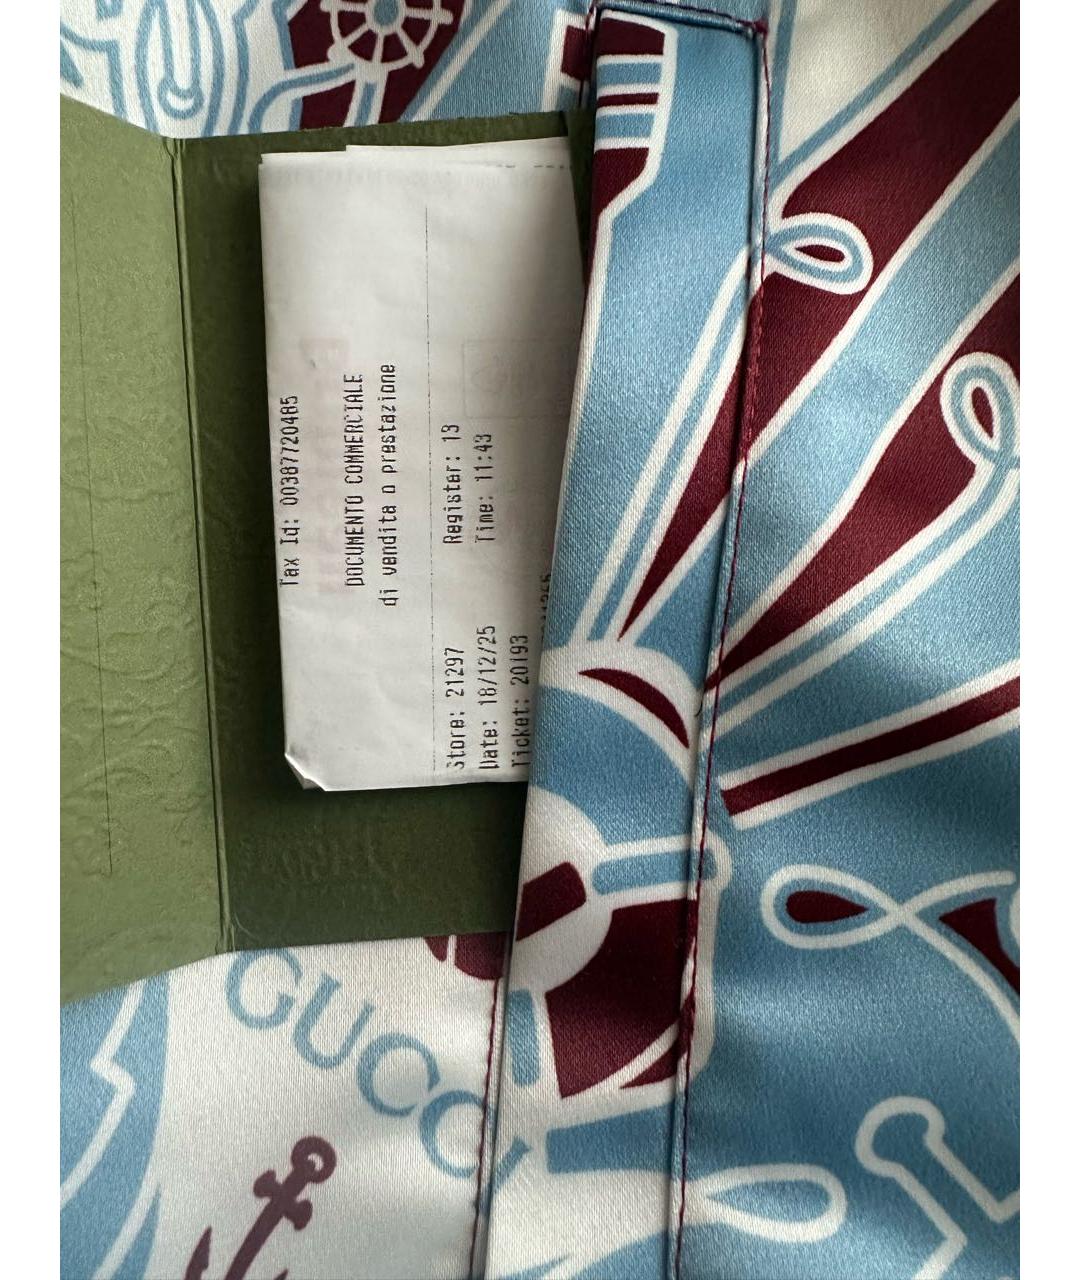 Tax Id: 00387720485
DOCUMENTO COMMERCIALE
di vendita o prestazione
Store: 21297 Register: 13
Date: 18/12/25 Time: 11:43
Ticket: 20193
GUCCI